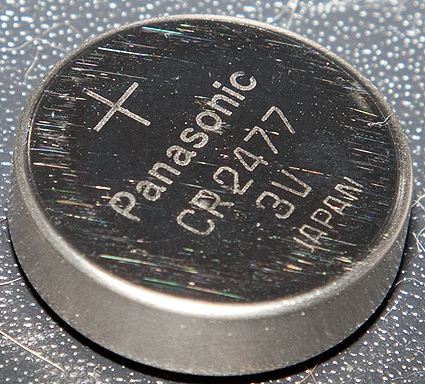 +
Panasonic
CR2477
3V
JAPAN